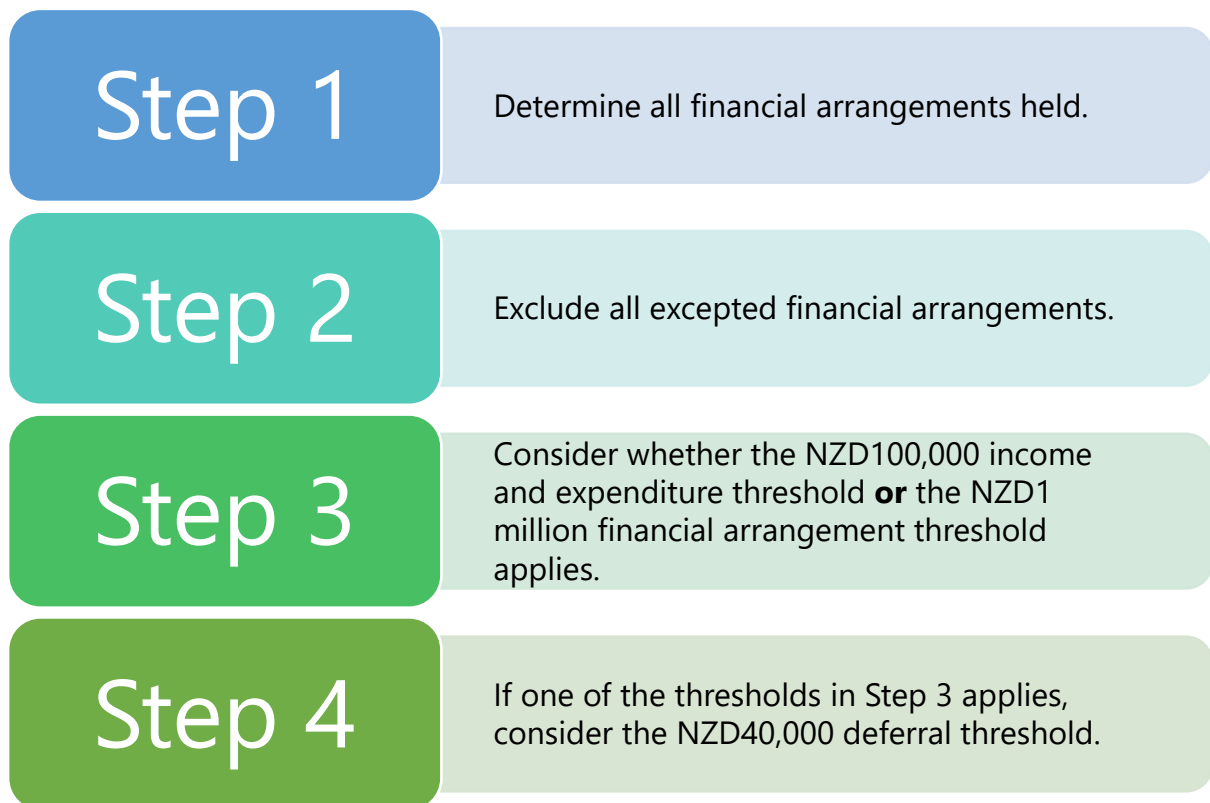 Step 1
Determine all financial arrangements held.
Step 2
Exclude all excepted financial arrangements.
Step 3
Consider whether the NZD100,000 income
and expenditure threshold or the NZD1
million financial arrangement threshold
applies.
Step 4
If one of the thresholds in Step 3 applies,
consider the NZD40,000 deferral threshold.